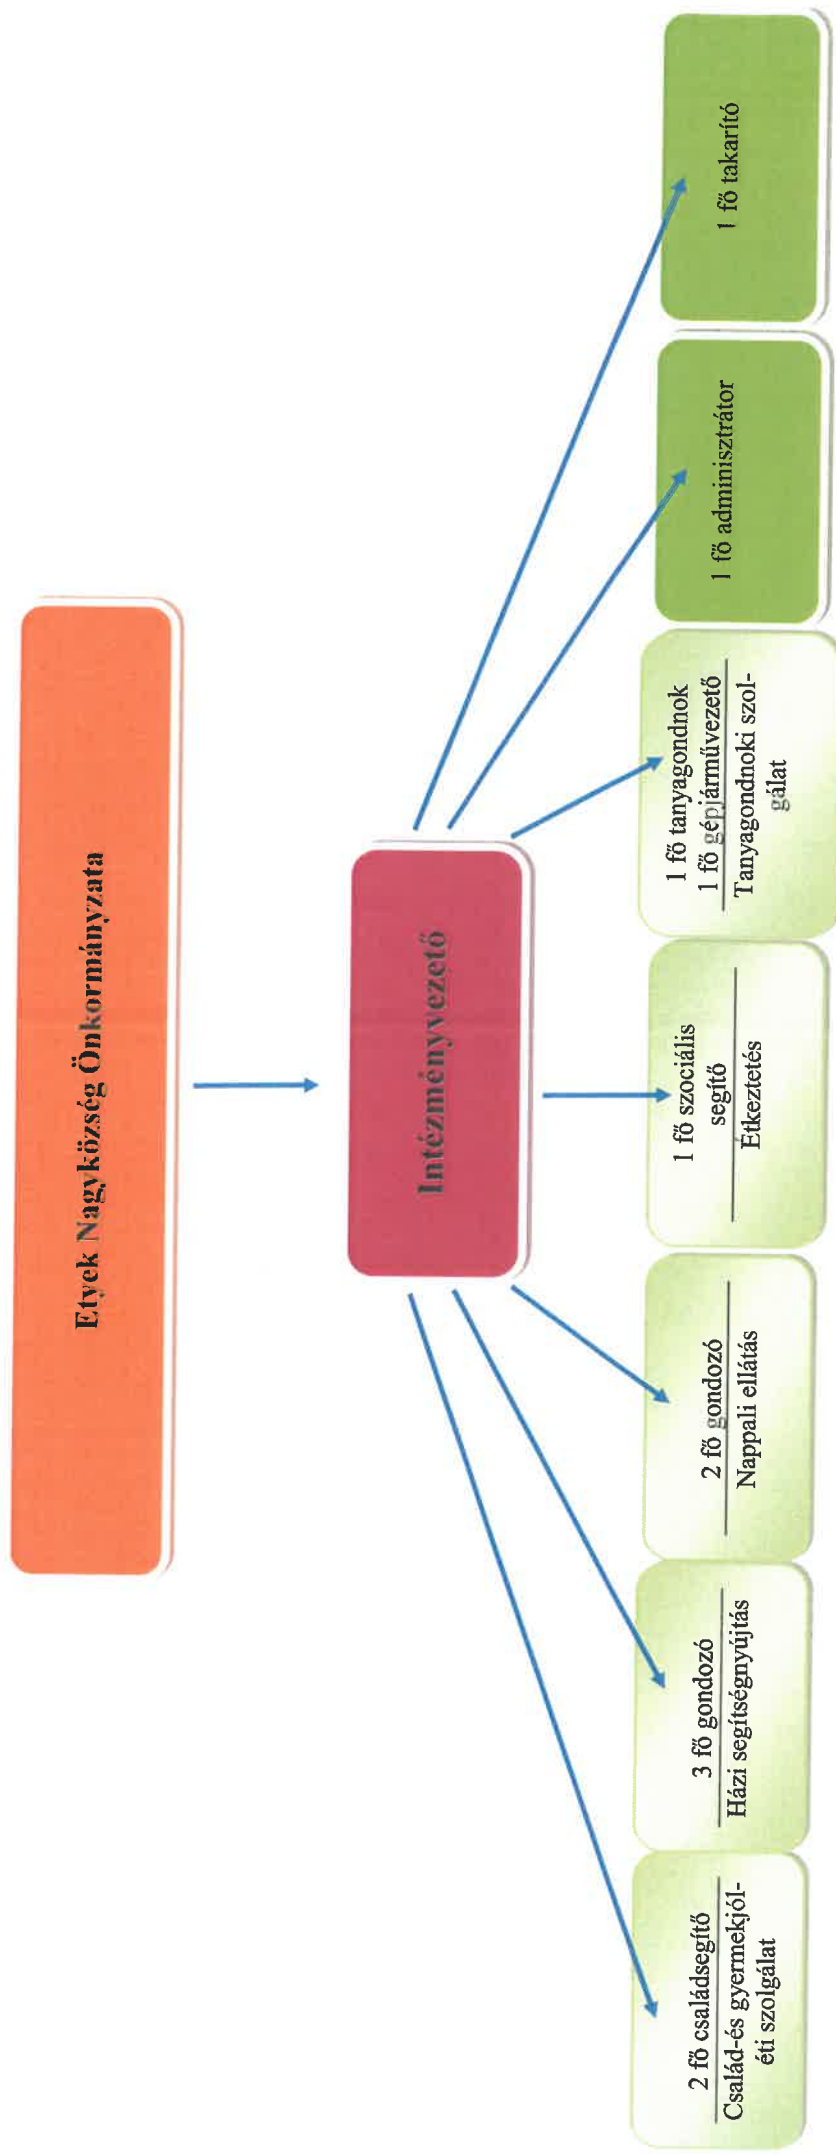 Etyek Nagyközség Önkormányzata
Intézményvezető
2 fő családsegítő
Család-és gyermekjól-
éti szolgálat
3 fő gondozó
Házi segítségnyújtás
2 fő gondozó
Nappali ellátás
1 fő szociális
segítő
Étkeztetés
1 fő tanyagondnok
1 fő gépjárművezető
Tanyagondnoki szol-
gálat
1 fő adminisztrátor
1 fő takarító